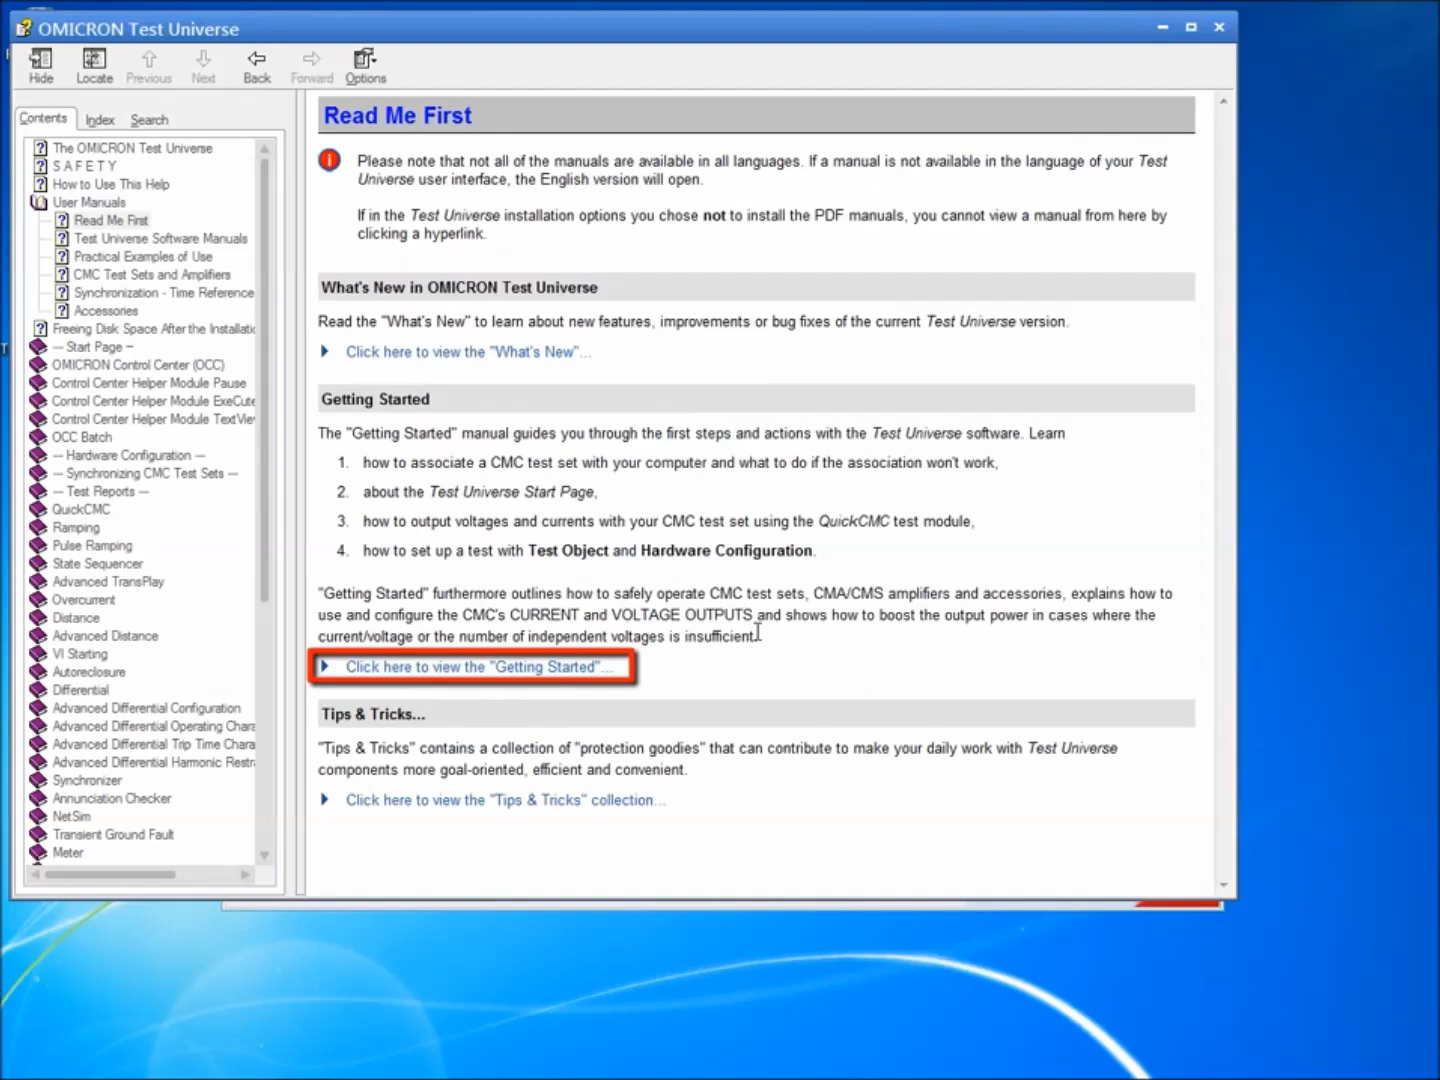 OMICRON Test Universe
Hide Locate Previous Next Back Forward Options
Contents Index Search
The OMICRON Test Universe
S A F E T Y
How to Use This Help
User Manuals
Read Me First
Test Universe Software Manuals
Practical Examples of Use
CMC Test Sets and Amplifiers
Synchronization - Time Reference
Accessories
Freeing Disk Space After the Installatio
-- Start Page --
OMICRON Control Center (OCC)
Control Center Helper Module Pause
Control Center Helper Module ExeCute
Control Center Helper Module TextVie
OCC Batch
--- Hardware Configuration ---
--- Synchronizing CMC Test Sets ---
--- Test Reports ---
QuickCMC
Ramping
Pulse Ramping
State Sequencer
Advanced TransPlay
Overcurrent
Distance
Advanced Distance
VI Starting
Autoreclosure
Differential
Advanced Differential Configuration
Advanced Differential Operating Chara
Advanced Differential Trip Time Chara
Advanced Differential Harmonic Restr
Synchronizer
Annunciation Checker
NetSim
Transient Ground Fault
Meter
Read Me First
Please note that not all of the manuals are available in all languages. If a manual is not available in the language of your Test
Universe user interface, the English version will open.
If in the Test Universe installation options you chose not to install the PDF manuals, you cannot view a manual from here by
clicking a hyperlink.
What's New in OMICRON Test Universe
Read the "What's New" to learn about new features, improvements or bug fixes of the current Test Universe version.
Click here to view the "What's New"...
Getting Started
The "Getting Started" manual guides you through the first steps and actions with the Test Universe software. Learn
1. how to associate a CMC test set with your computer and what to do if the association won't work,
2. about the Test Universe Start Page,
3. how to output voltages and currents with your CMC test set using the QuickCMC test module,
4. how to set up a test with Test Object and Hardware Configuration.
"Getting Started" furthermore outlines how to safely operate CMC test sets, CMA/CMS amplifiers and accessories, explains how to
use and configure the CMC's CURRENT and VOLTAGE OUTPUTS and shows how to boost the output power in cases where the
current/voltage or the number of independent voltages is insufficient.
Click here to view the "Getting Started"...
Tips & Tricks...
"Tips & Tricks" contains a collection of "protection goodies" that can contribute to make your daily work with Test Universe
components more goal-oriented, efficient and convenient.
Click here to view the "Tips & Tricks" collection...